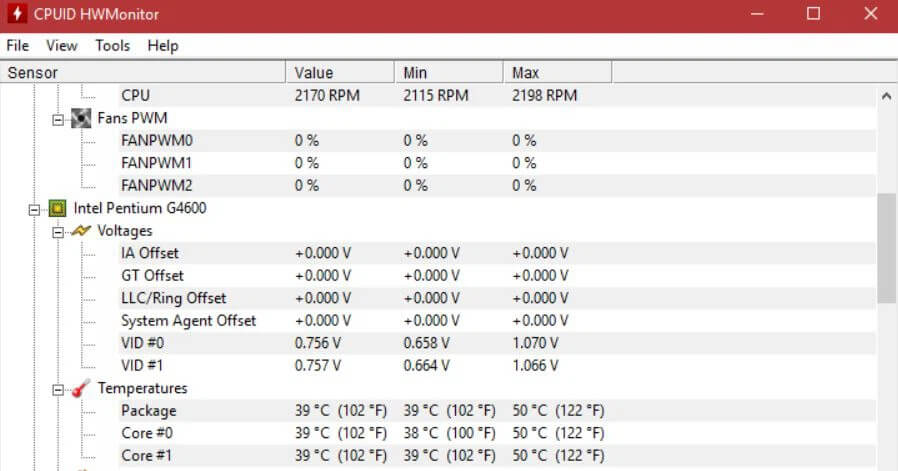 CPUID HWMonitor
File View Tools Help
Sensor Value Min Max
CPU 2170 RPM 2115 RPM 2198 RPM
Fans PWM
FANPWM0 0 % 0 % 0 %
FANPWM1 0 % 0 % 0 %
FANPWM2 0 % 0 % 0 %
Intel Pentium G4600
Voltages
IA Offset +0.000 V +0.000 V +0.000 V
GT Offset +0.000 V +0.000 V +0.000 V
LLC/Ring Offset +0.000 V +0.000 V +0.000 V
System Agent Offset +0.000 V +0.000 V +0.000 V
VID #0 0.756 V 0.658 V 1.070 V
VID #1 0.757 V 0.664 V 1.066 V
Temperatures
Package 39 °C (102 °F) 39 °C (102 °F) 50 °C (122 °F)
Core #0 39 °C (102 °F) 38 °C (100 °F) 50 °C (122 °F)
Core #1 39 °C (102 °F) 39 °C (102 °F) 50 °C (122 °F)